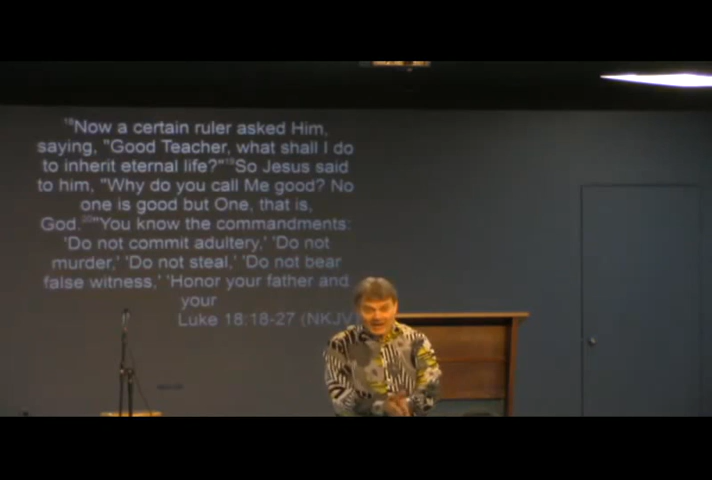 ¹⁸"Now a certain ruler asked Him,
saying, "Good Teacher, what shall I do
to inherit eternal life?"¹⁹So Jesus said
to him, "Why do you call Me good? No
one is good but One, that is,
God.²⁰"You know the commandments:
'Do not commit adultery,' 'Do not
murder,' 'Do not steal,' 'Do not bear
false witness,' 'Honor your father and
your
Luke 18:18-27 (NKJV